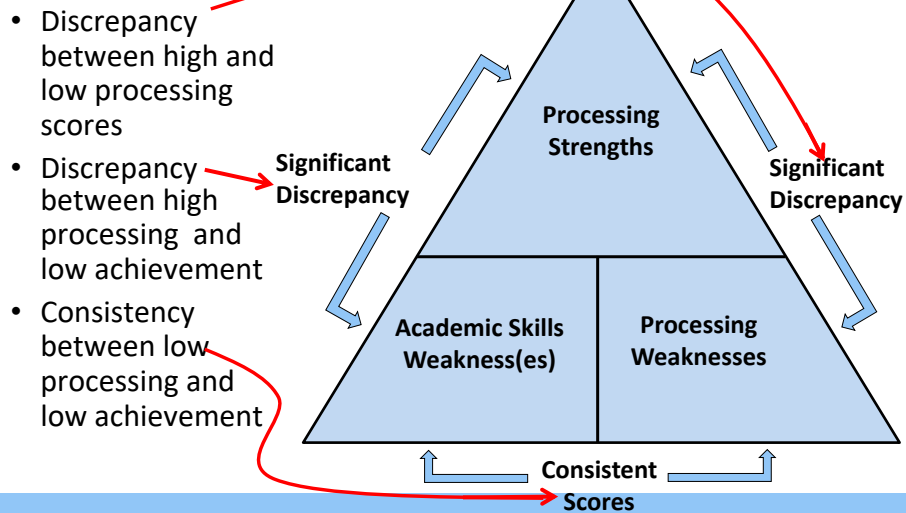 • Discrepancy
between high and
low processing
scores
• Discrepancy
between high
processing and
low achievement
• Consistency
between low
processing and
low achievement
Significant
Discrepancy
Processing
Strengths
Significant
Discrepancy
Academic Skills
Weakness(es)
Processing
Weaknesses
Consistent
Scores